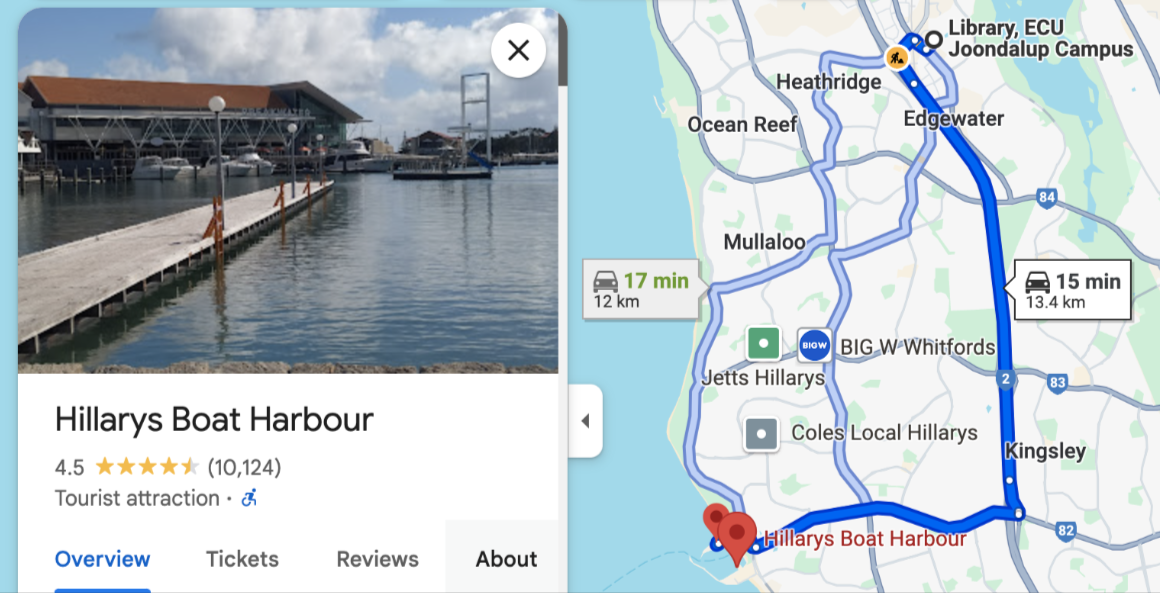 Hillarys Boat Harbour
4.5 (10,124)
Tourist attraction ·
Overview
Tickets
Reviews
About
Library, ECU
Joondalup Campus
Heathridge
Ocean Reef
Edgewater
84
Mullaloo
17 min
12 km
15 min
13.4 km
BIGW
BIG W Whitfords
Jetts Hillarys
2
83
Coles Local Hillarys
Kingsley
82
Hillarys Boat Harbour